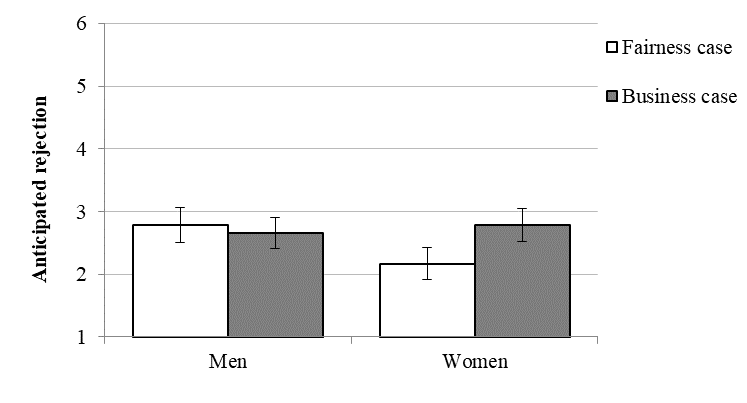 6
5
4
3
2
1
Anticipated rejection
Men
Women
Fairness case
Business case